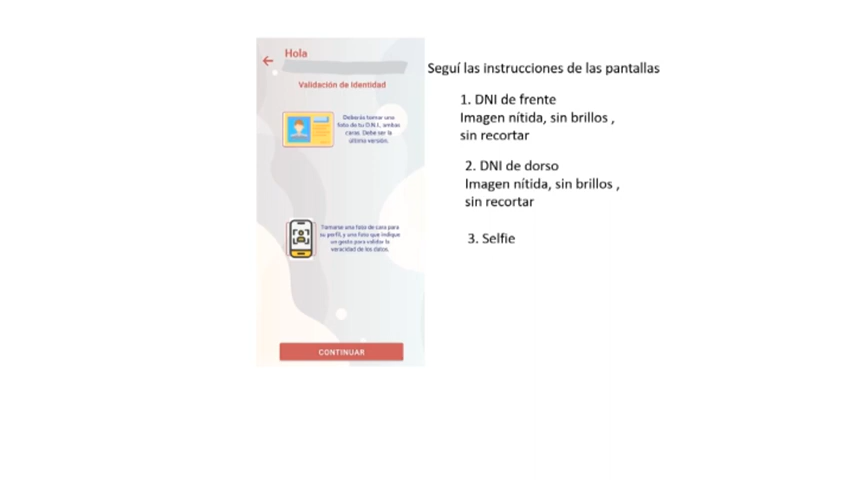 Hola
Validación de Identidad
Deberás tomar una
foto de tu D.N.I., ambas
caras. Debe ser la
última versión.
Tomarse una foto de cara para
su perfil, y una foto que indique
un gesto para validar la
veracidad de los datos.
CONTINUAR
Seguí las instrucciones de las pantallas
1. DNI de frente
Imagen nítida, sin brillos ,
sin recortar
2. DNI de dorso
Imagen nítida, sin brillos ,
sin recortar
3. Selfie